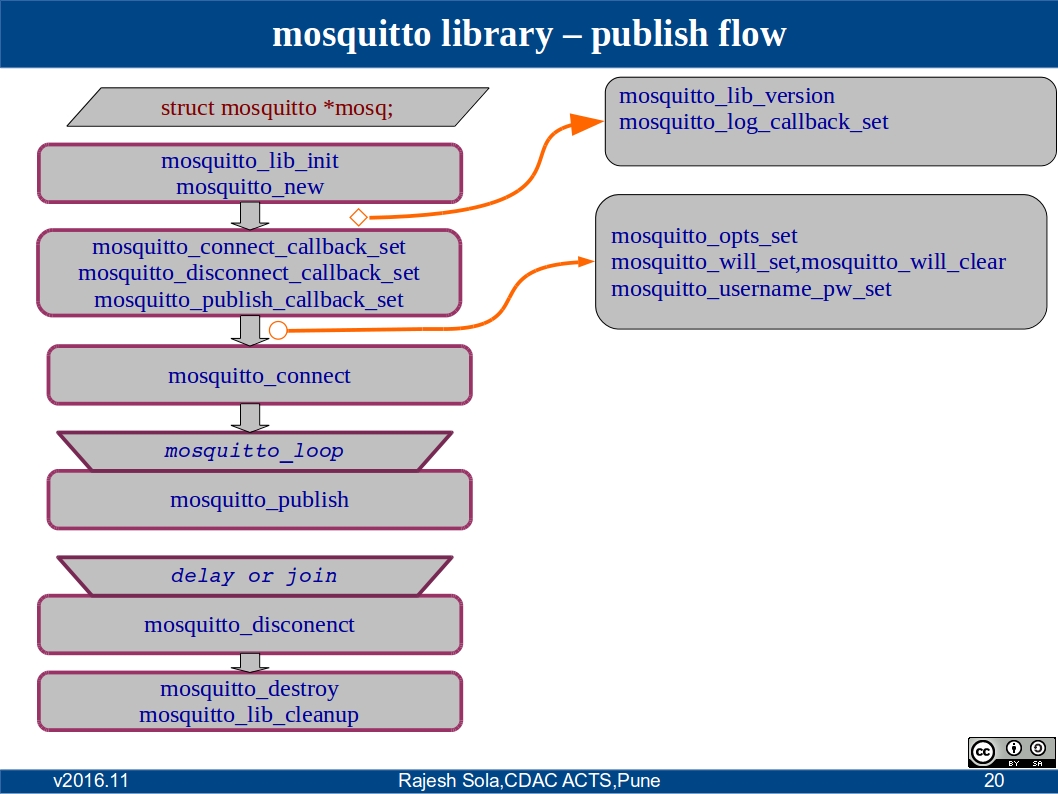 mosquitto library – publish flow
struct mosquitto *mosq;
mosquitto_lib_init
mosquitto_new
mosquitto_connect_callback_set
mosquitto_disconnect_callback_set
mosquitto_publish_callback_set
mosquitto_connect
mosquitto_loop
mosquitto_publish
delay or join
mosquitto_disconenct
mosquitto_destroy
mosquitto_lib_cleanup
mosquitto_lib_version
mosquitto_log_callback_set
mosquitto_opts_set
mosquitto_will_set,mosquitto_will_clear
mosquitto_username_pw_set
cc
BY SA
v2016.11
Rajesh Sola,CDAC ACTS,Pune
20